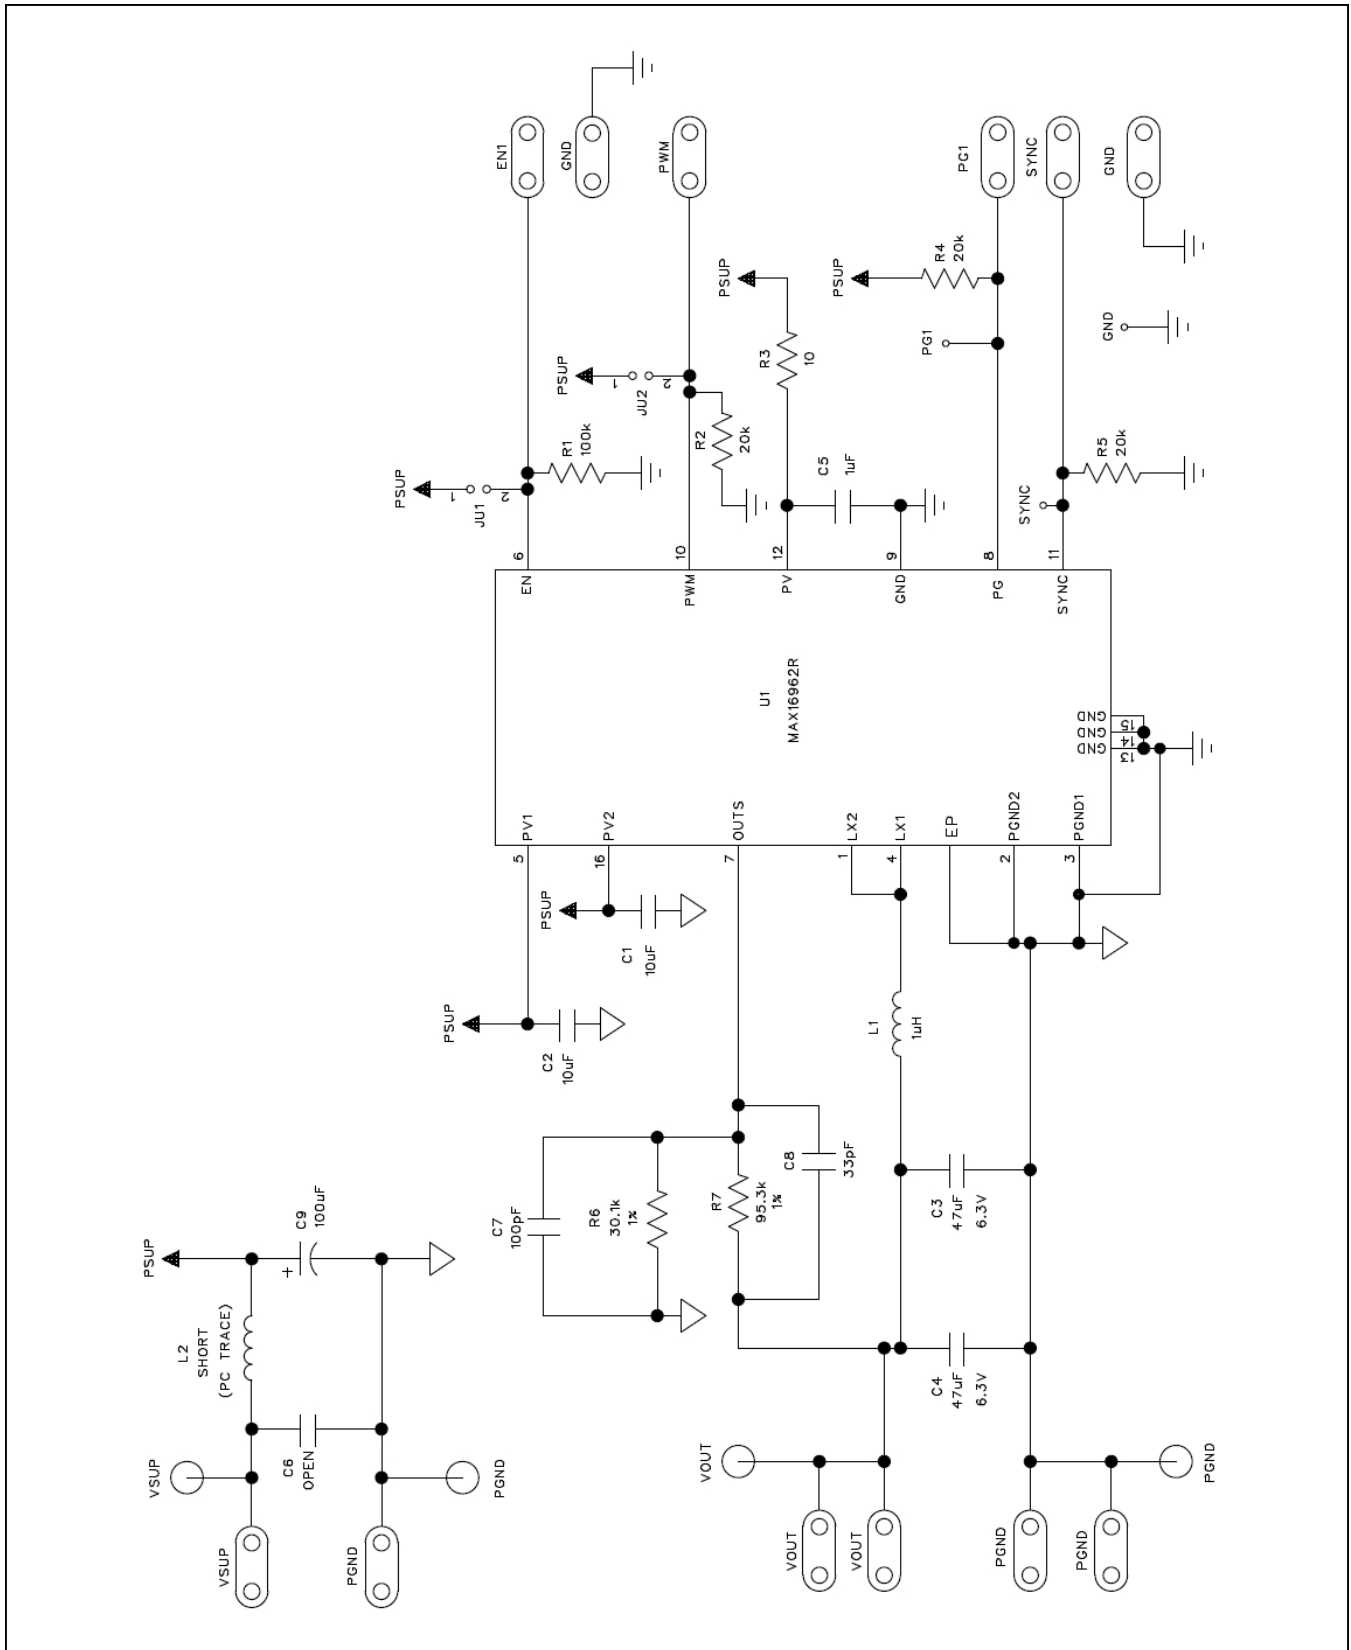 VSUP
PGND
VSUP
PGND
C6
OPEN
L2
SHORT
(PC TRACE)
PSUP
+
C9
100uF
VOUT
VOUT
PGND
PGND
VOUT
PGND
C4
47uF
6.3V
C3
47uF
6.3V
C7
100pF
R6
30.1k
1%
R7
95.3k
1%
C8
33pF
L1
1uH
PSUP
C2
10uF
PSUP
C1
10uF
5
PV1
16
PV2
7
OUTS
1
LX2
4
LX1
EP
2
PGND2
3
PGND1
U1
MAX16962R
13
GND
14
GND
15
GND
EN
6
PWM
10
PV
12
GND
9
PG
8
SYNC
11
PSUP
1
2
JU1
R1
100k
PSUP
1
2
JU2
R2
20k
C5
1uF
R3
10
PSUP
PSUP
R4
20k
PG1
SYNC
R5
20k
GND
EN1
GND
PWM
PG1
SYNC
GND